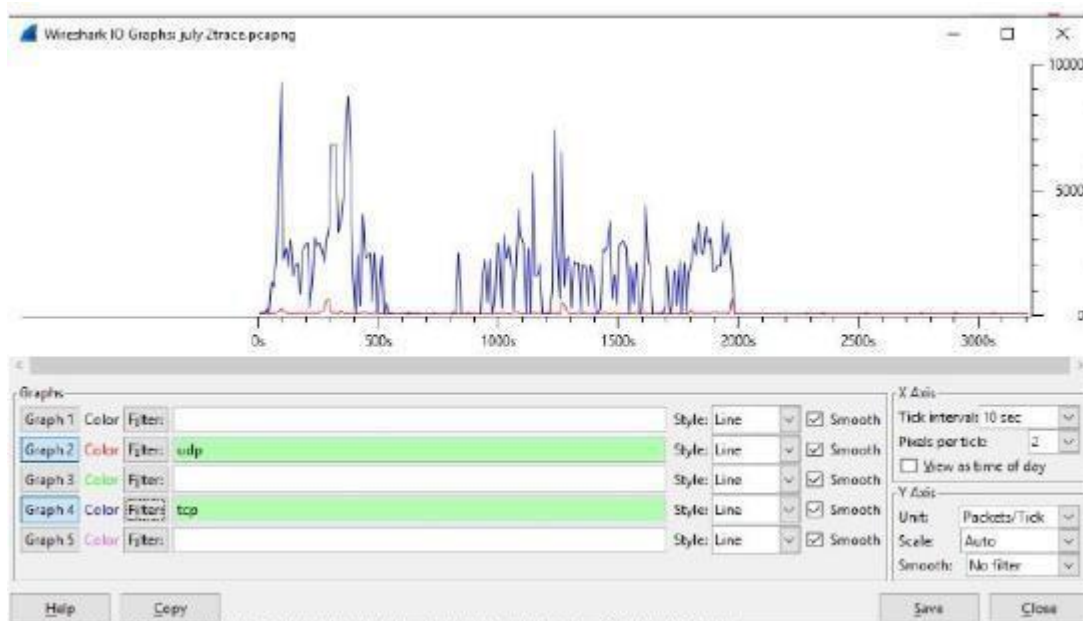 Wireshark IO Graphs: july 2trace.pcapng
10000
5000
0
0s 500s 1000s 1500s 2000s 2500s 3000s
Graphs
Graph 1 Color Filter: Style: Line Smooth
Graph 2 Color Filter: udp Style: Line Smooth
Graph 3 Color Filter: Style: Line Smooth
Graph 4 Color Filter: tcp Style: Line Smooth
Graph 5 Color Filter: Style: Line Smooth
X Axis
Tick interval: 10 sec
Pixels per tick: 2
View as time of day
Y Axis
Unit: Packets/Tick
Scale: Auto
Smooth: No filter
Help Copy Save Close